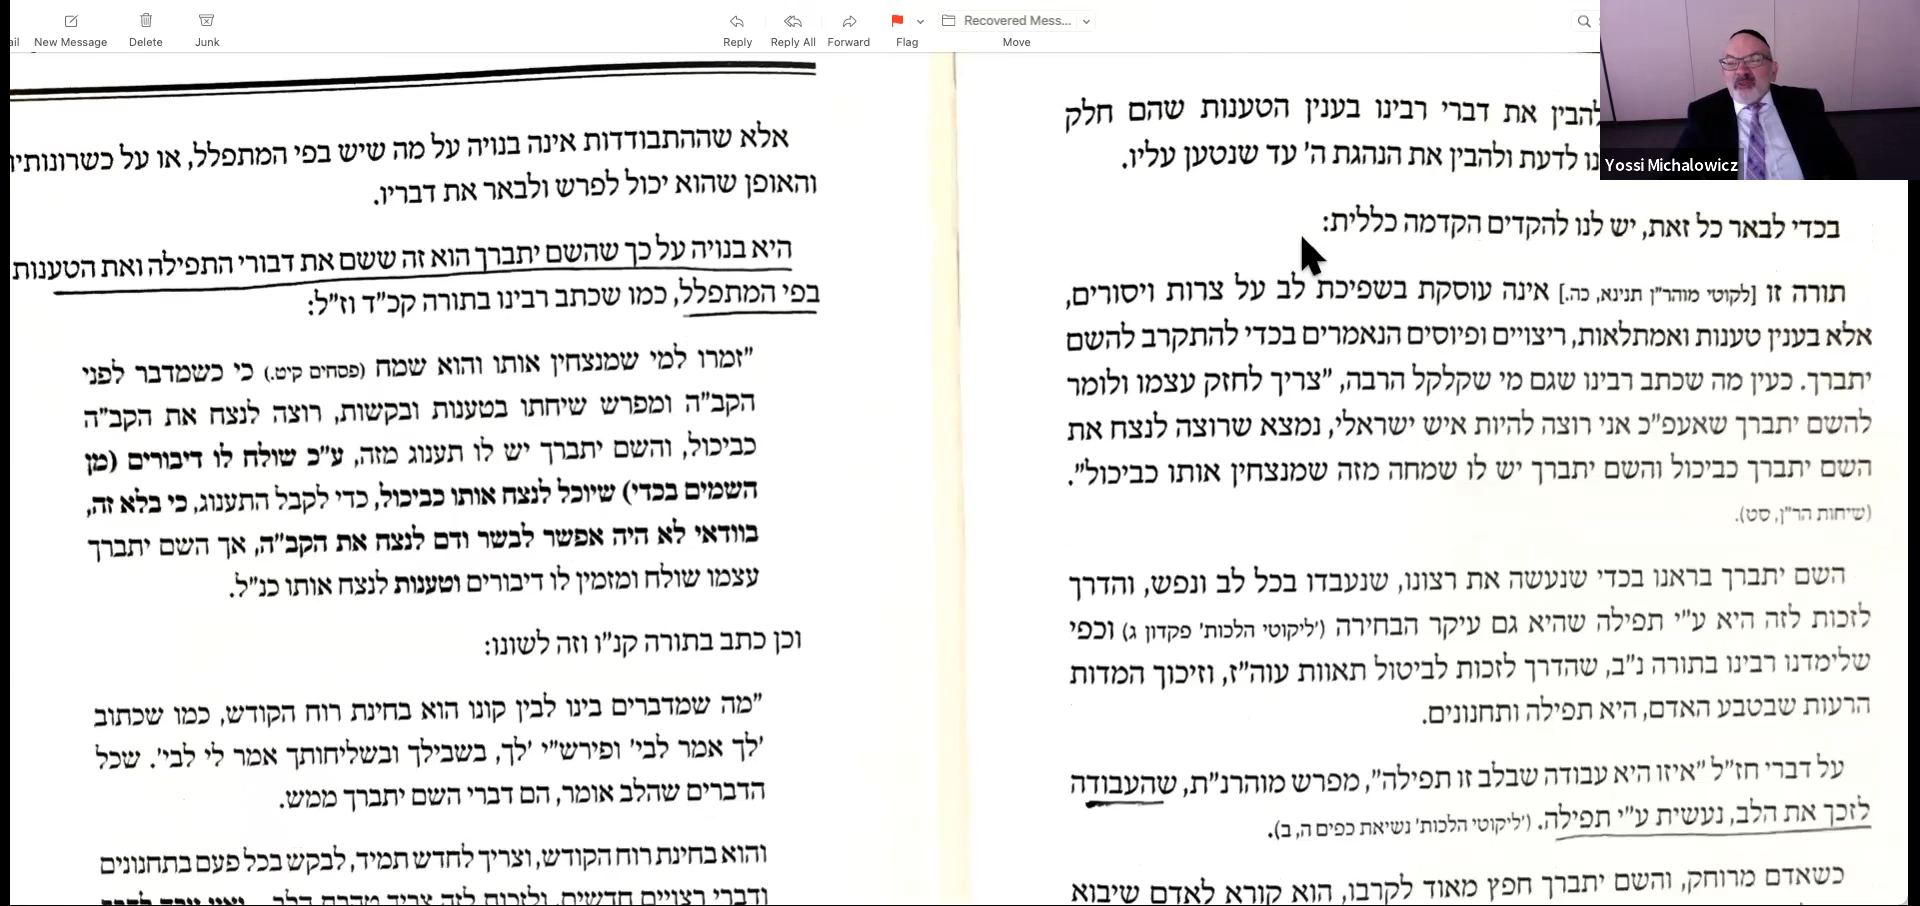 New Message
Delete
Junk
Reply
Reply All
Forward
Flag
Recovered Mess...
Move
Yossi Michalowicz
להבין את דברי רבינו בענין הטענות שהם חלק
לדעת ולהבין את הנהגת ה' עד שנטען עליו.
בכדי לבאר כל זאת, יש לנו להקדים הקדמה כללית:
תורה זו [לקוטי מוהר"ן תנינא, כה.] אינה עוסקת בשפיכת לב על צרות ויסורים,
אלא בענין טענות ואמתלאות, ריצויים ופיוסים הנאמרים בכדי להתקרב להשם
יתברך. כעין מה שכתב רבינו שגם מי שקלקל הרבה, "צריך לחזק עצמו ולומר
להשם יתברך שאעפ"כ אני רוצה להיות איש ישראלי, נמצא שרוצה לנצח את
השם יתברך כביכול והשם יתברך יש לו שמחה מזה שמנצחין אותו כביכול".
(שיחות הר"ן, סט).
השם יתברך בראנו בכדי שנעשה את רצונו, שנעבדו בכל לב ונפש, והדרך
לזכות לזה היא ע"י תפילה שהיא גם עיקר הבחירה ('ליקוטי הלכות' פקדון ג) וכפי
שלימדנו רבינו בתורה נ"ב, שהדרך לזכות לביטול תאוות עוה"ז, וזיכוך המדות
הרעות שבטבע האדם, היא תפילה ותחנונים.
על דברי חז"ל "איזו היא עבודה שבלב זו תפילה", מפרש מוהרנ"ת, שהעבודה
לזכך את הלב, נעשית ע"י תפילה. ('ליקוטי הלכות' נשיאת כפים ה, ב).
כשאדם מרוחק, והשם יתברך חפץ מאוד לקרבו, הוא קורא לאדם שיבוא
אלא שההתבודדות אינה בנויה על מה שיש בפי המתפלל, או על
והאופן שהוא יכול לפרש ולבאר את דבריו.
היא בנויה על כך שהשם יתברך הוא זה ששם את דבורי התפילה ואת הטענות
בפי המתפלל, כמו שכתב רבינו בתורה קכ"ד וז"ל:
"זמרו למי שמנצחין אותו והוא שמח (פסחים קיט.) כי כשמדבר לפני
הקב"ה ומפרש שיחתו בטענות ובקשות, רוצה לנצח את הקב"ה
כביכול, והשם יתברך יש לו תענוג מזה, ע"כ שולח לו דיבורים (מן
השמים בכדי) שיוכל לנצח אותו כביכול, כדי לקבל התענוג, כי בלא זה,
בוודאי לא היה אפשר לבשר ודם לנצח את הקב"ה, אך השם יתברך
עצמו שולח ומזמין לו דיבורים וטענות לנצח אותו כנ"ל.
וכן כתב בתורה קנ"ו וזה לשונו:
"מה שמדברים בינו לבין קונו הוא בחינת רוח הקודש, כמו שכתוב
'לך אמר לבי' ופירש"י 'לך, בשבילך ובשליחותך אמר לי לבי'. שכל
הדברים שהלב אומר, הם דברי השם יתברך ממש.
והוא בחינת רוח הקודש, וצריך לחדש תמיד, לבקש בכל פעם בתחנונים
ודברי רצויים חדשים, ולזכות לזה צריך טהרת הלב